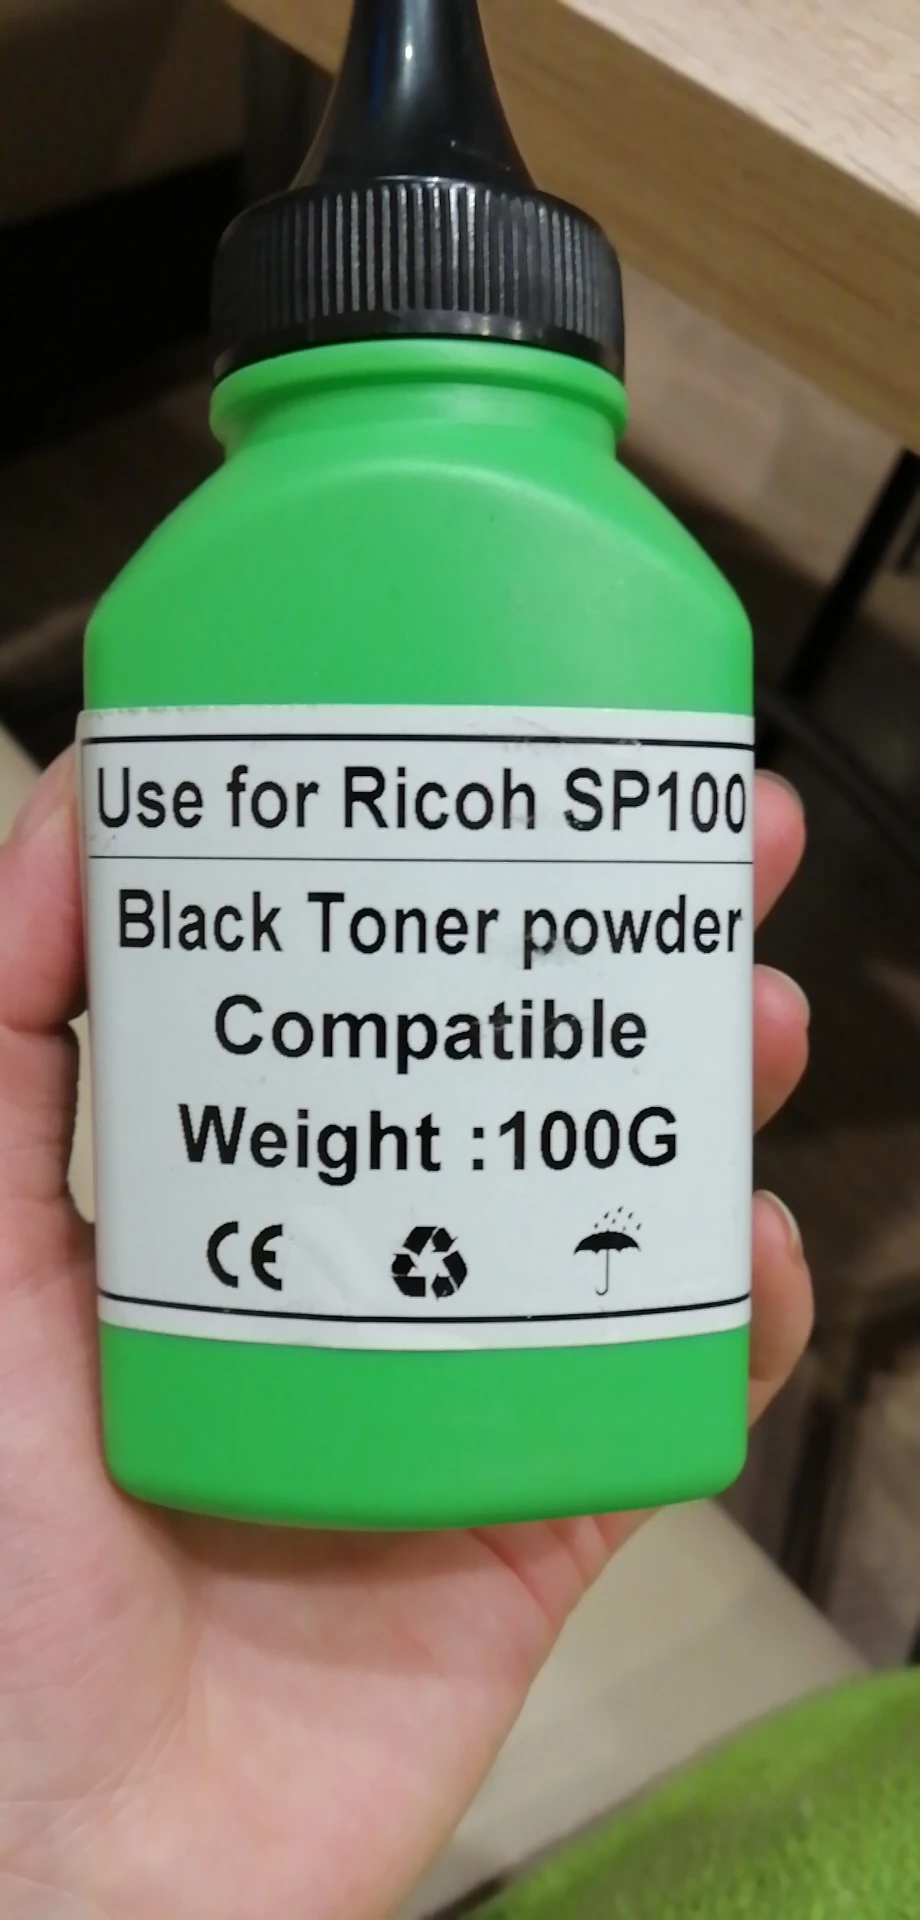 Use for Ricoh SP100
Black Toner powder
Compatible
Weight :100G
CE